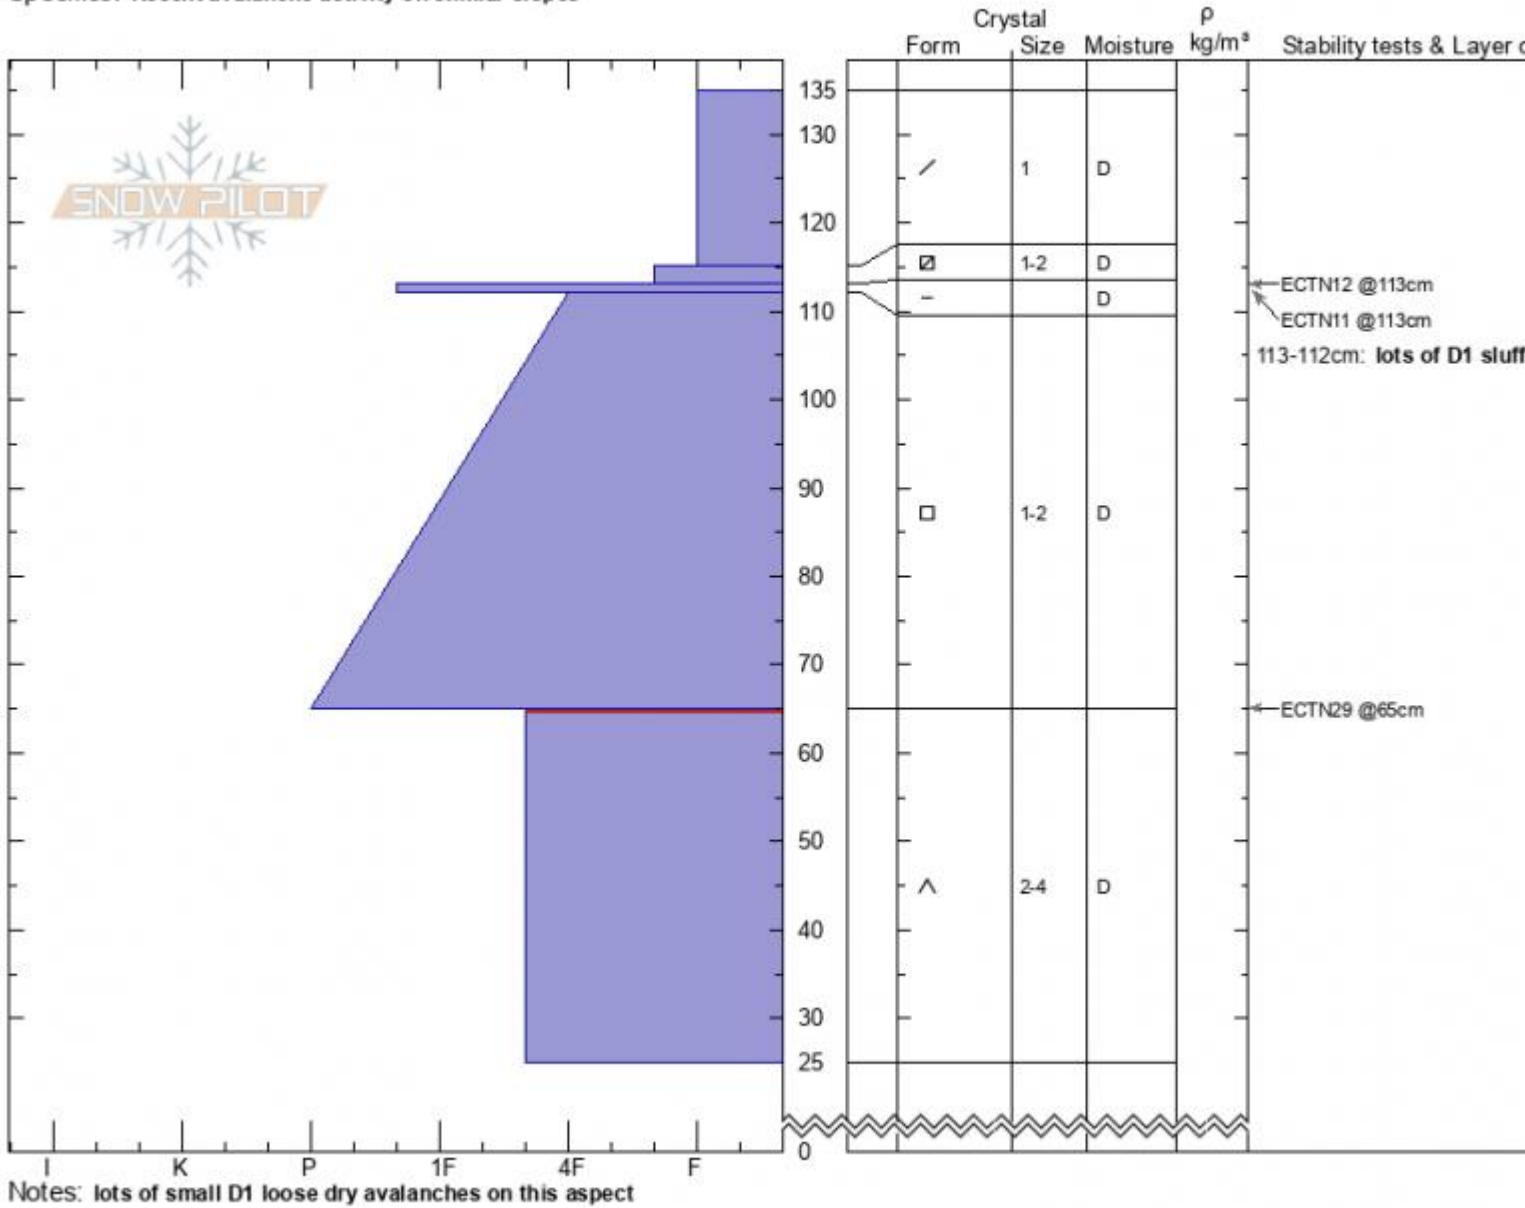 Crystal
ρ
Form Size Moisture kg/m³ Stability tests & Layer
135
130
120
110
100
90
80
70
60
50
40
30
25
0
SNOW PILOT
1 D
1-2 D
D
1-2 D
2-4 D
ECTN12 @113cm
ECTN11 @113cm
113-112cm: lots of D1 sluff
ECTN29 @65cm
I K P 1F 4F F
Notes: lots of small D1 loose dry avalanches on this aspect